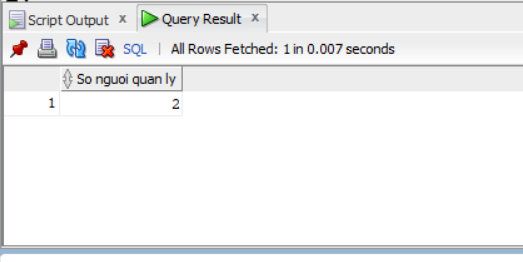 Script Output x Query Result x
SQL | All Rows Fetched: 1 in 0.007 seconds
So nguoi quan ly
1 2